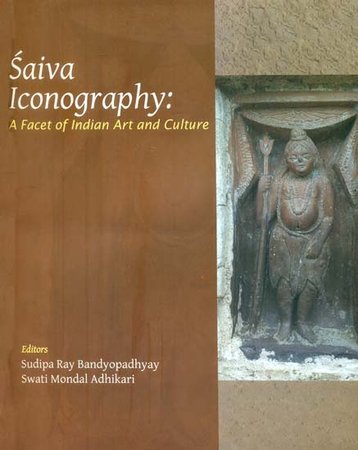 Śaiva
Iconography:
A Facet of Indian Art and Culture
Editors
Sudipa Ray Bandyopadhyay
Swati Mondal Adhikari